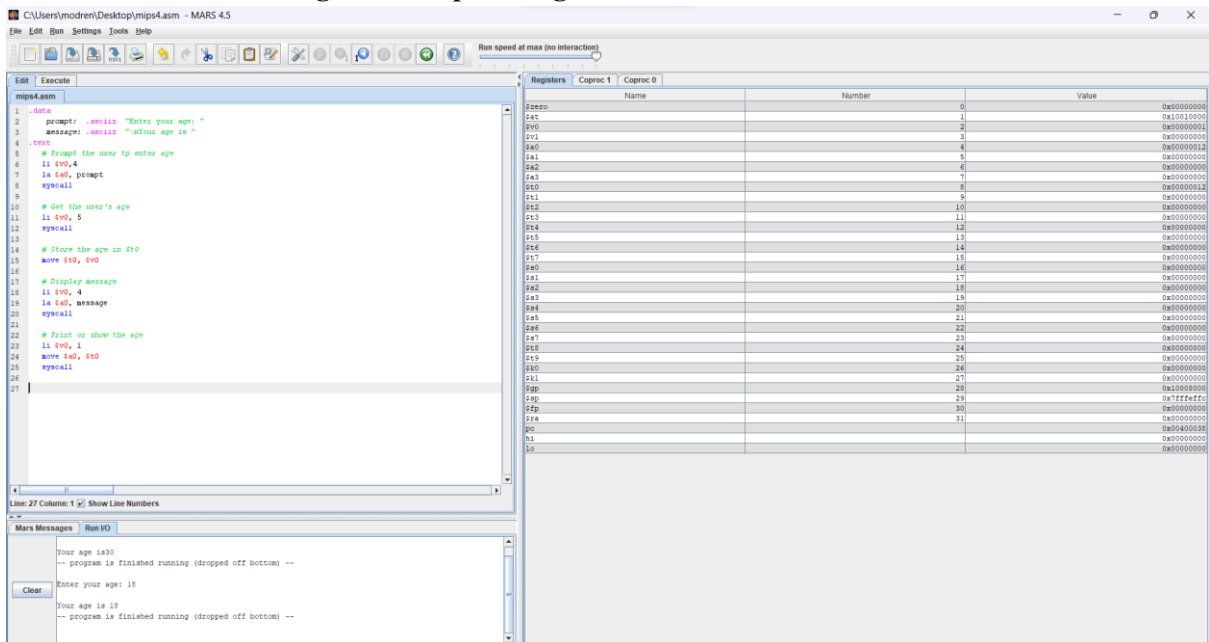 C:\Users\modren\Desktop\mips4.asm - MARS 4.5
File Edit Run Settings Tools Help
Run speed at max (no interaction)
Edit Execute
mips4.asm
1 .data
2 prompt: .asciiz "Enter your age: "
3 message: .asciiz "\nYour age is "
4 .text
5 # Prompt the user tp enter age
6 li $v0,4
7 la $a0, prompt
8 syscall
9
10 # Get the user's age
11 li $v0, 5
12 syscall
13
14 # Store the age in $t0
15 move $t0, $v0
16
17 # Display message
18 li $v0, 4
19 la $a0, message
20 syscall
21
22 # Print or show the age
23 li $v0, 1
24 move $a0, $t0
25 syscall
26
27
Line: 27 Column: 1 Show Line Numbers
Mars Messages Run I/O
Your age is30
-- program is finished running (dropped off bottom) --
Enter your age: 18
Your age is 18
-- program is finished running (dropped off bottom) --
Clear
Registers Coproc 1 Coproc 0
Name Number Value
$zero 0 0x00000000
$at 1 0x10010000
$v0 2 0x00000001
$v1 3 0x00000000
$a0 4 0x00000012
$a1 5 0x00000000
$a2 6 0x00000000
$a3 7 0x00000000
$t0 8 0x00000012
$t1 9 0x00000000
$t2 10 0x00000000
$t3 11 0x00000000
$t4 12 0x00000000
$t5 13 0x00000000
$t6 14 0x00000000
$t7 15 0x00000000
$s0 16 0x00000000
$s1 17 0x00000000
$s2 18 0x00000000
$s3 19 0x00000000
$s4 20 0x00000000
$s5 21 0x00000000
$s6 22 0x00000000
$s7 23 0x00000000
$t8 24 0x00000000
$t9 25 0x00000000
$k0 26 0x00000000
$k1 27 0x00000000
$gp 28 0x10008000
$sp 29 0x7fffeffc
$fp 30 0x00000000
$ra 31 0x00000000
pc 0x00400038
hi 0x00000000
lo 0x00000000